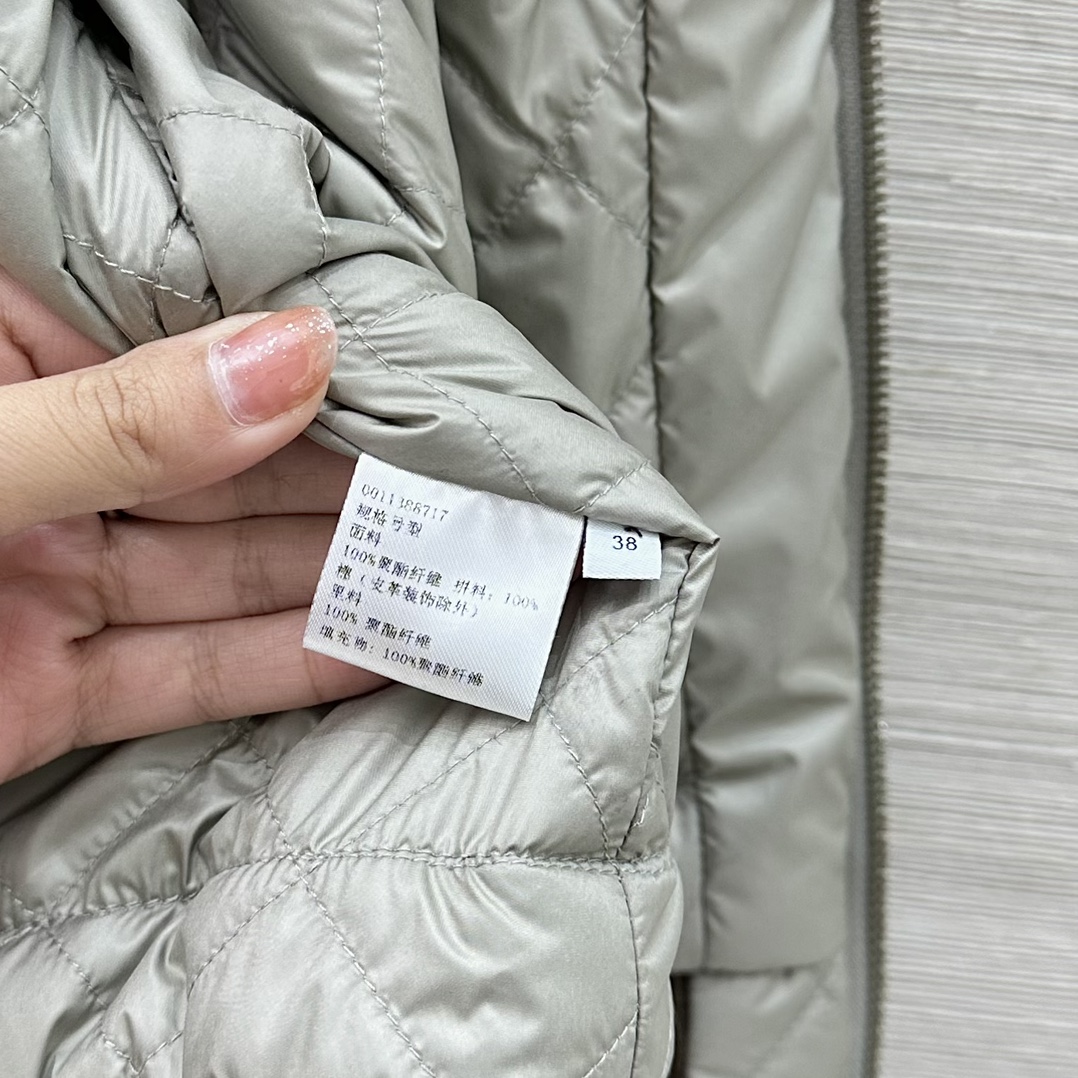 0011386717
规格号型
面料
100%聚酯纤维 拼料：100%
棉（皮革装饰除外）
里料
100% 聚酯纤维
填充物：100%聚酯纤维
38